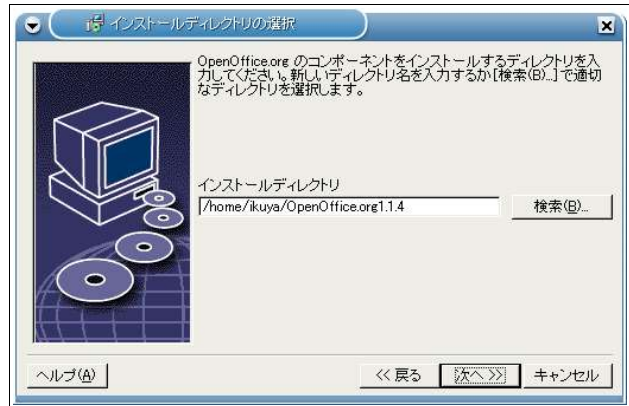 インストールディレクトリの選択
OpenOffice.org のコンポーネントをインストールするディレクトリを入
力してください。新しいディレクトリ名を入力するか[検索(B)...]で適切
なディレクトリを選択します。
インストールディレクトリ
/home/ikuya/OpenOffice.org1.1.4
検索(B)...
ヘルプ(A)
<< 戻る
次へ >>
キャンセル